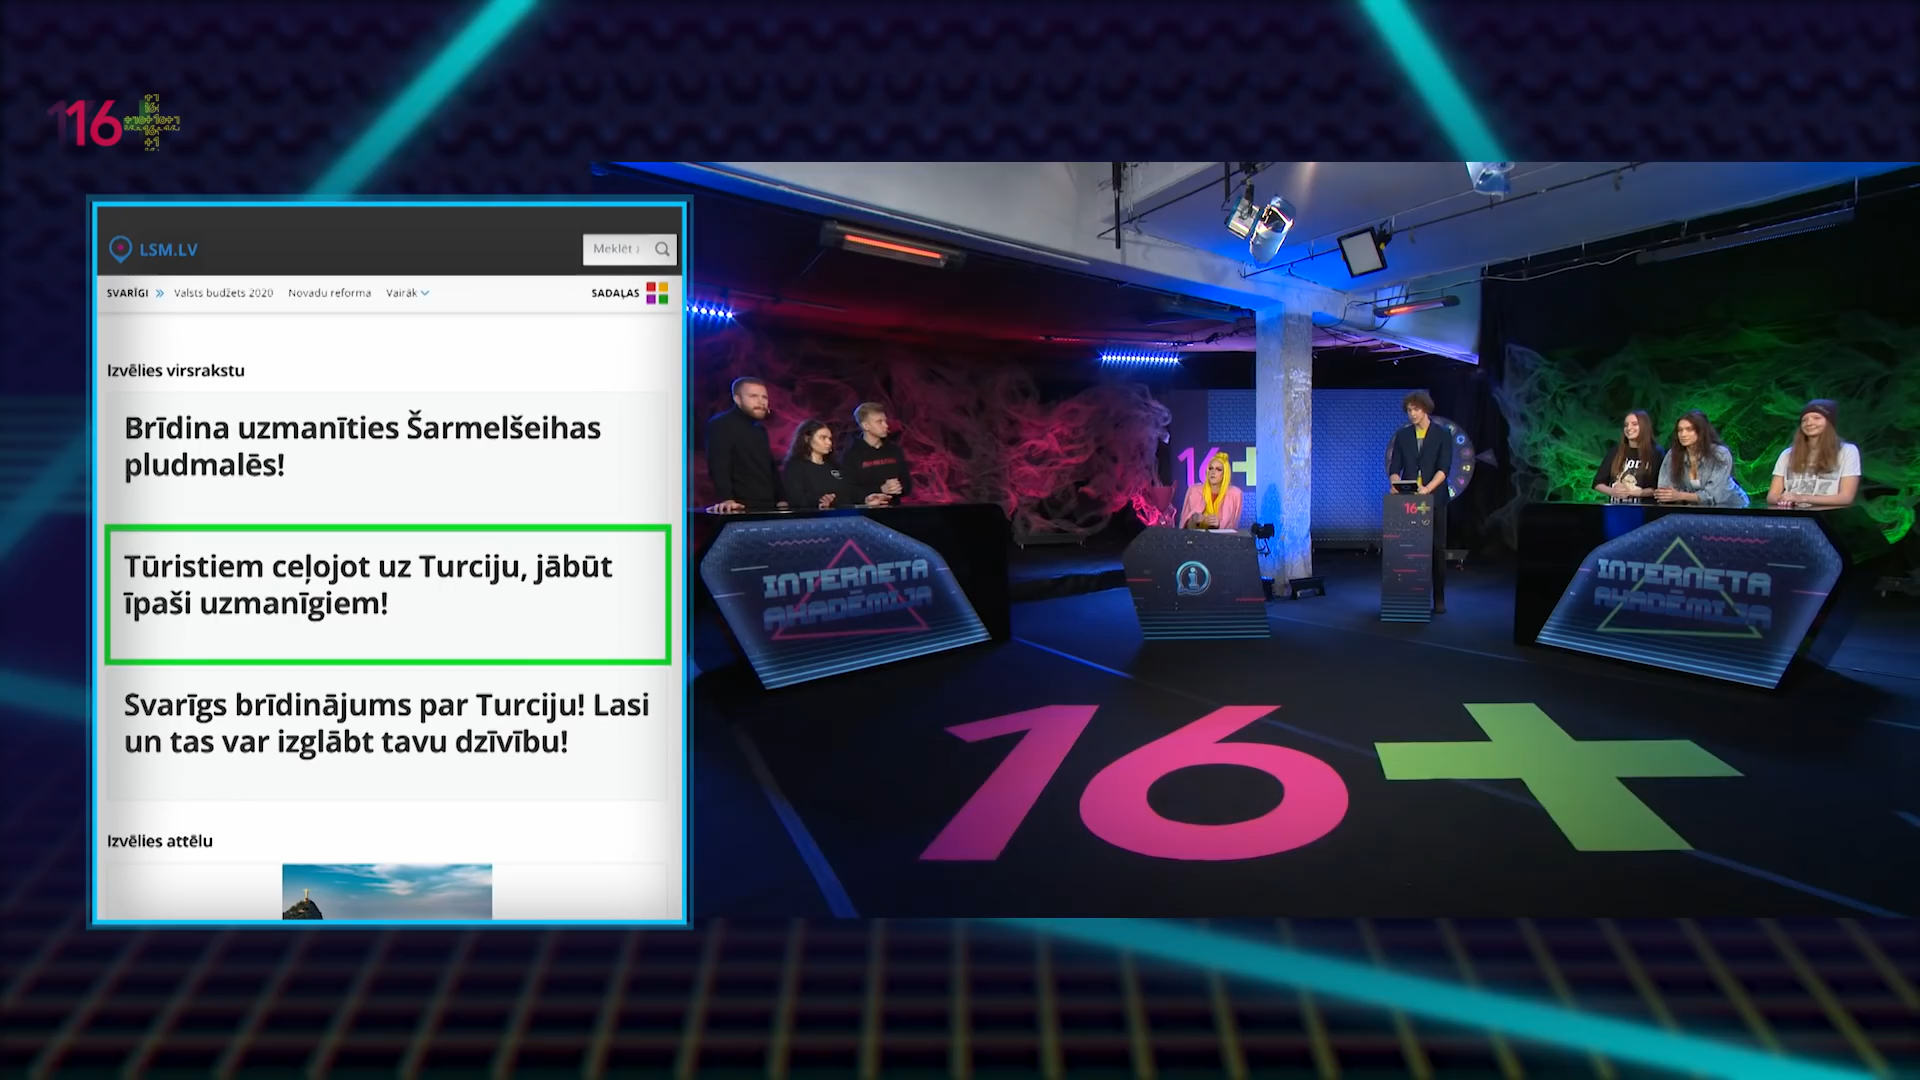 16+
LSM.LV
Meklēt
SVARĪGI » Valsts budžets 2020 Novadu reforma Vairāk
SADAĻAS
Izvēlies virsrakstu
Brīdina uzmanīties Šarmelšeihas
pludmalēs!
Tūristiem ceļojot uz Turciju, jābūt
īpaši uzmanīgiem!
Svarīgs brīdinājums par Turciju! Lasi
un tas var izglābt tavu dzīvību!
Izvēlies attēlu
16+
16+
INTERNETA
AKADĒMIJA
INTERNETA
AKADĒMIJA
16+